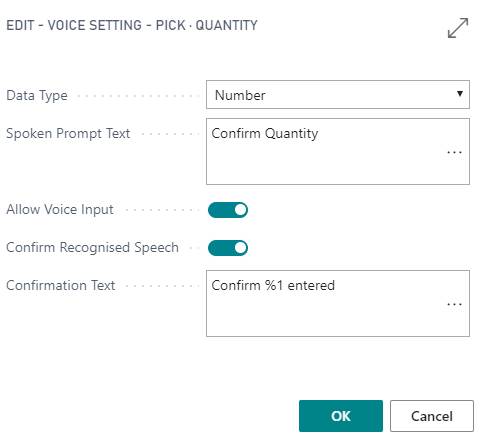 EDIT - VOICE SETTING - PICK · QUANTITY
Data Type Number
Spoken Prompt Text Confirm Quantity
...
Allow Voice Input
Confirm Recognised Speech
Confirmation Text Confirm %1 entered
...
OK Cancel